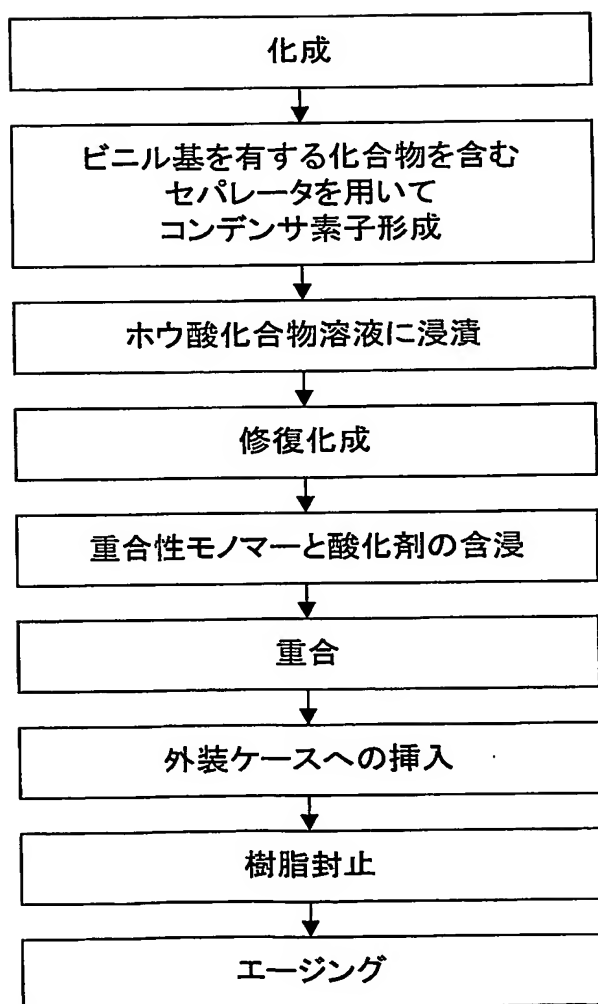 化成
ビニル基を有する化合物を含む
セパレータを用いて
コンデンサ素子形成
ホウ酸化合物溶液に浸漬
修復化成
重合性モノマーと酸化剤の含浸
重合
外装ケースへの挿入
樹脂封止
エージング